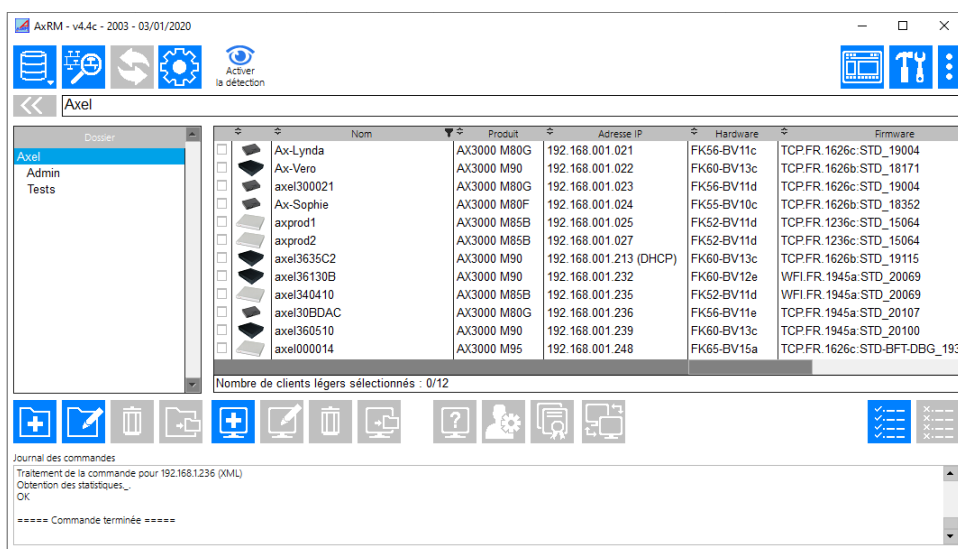 AxRM - v4.4c - 2003 - 03/01/2020
Activer
la détection
Axel
Dossier
Axel
Admin
Tests
Nom Produit Adresse IP Hardware Firmware
Ax-Lynda AX3000 M80G 192.168.001.021 FK56-BV11c TCP.FR.1626c:STD_19004
Ax-Vero AX3000 M90 192.168.001.022 FK60-BV13c TCP.FR.1626b:STD_18171
axel300021 AX3000 M80G 192.168.001.023 FK56-BV11d TCP.FR.1626c:STD_19004
Ax-Sophie AX3000 M80F 192.168.001.024 FK55-BV10c TCP.FR.1626b:STD_18352
axprod1 AX3000 M85B 192.168.001.025 FK52-BV11d TCP.FR.1236c:STD_15064
axprod2 AX3000 M85B 192.168.001.027 FK52-BV11d TCP.FR.1236c:STD_15064
axel3635C2 AX3000 M90 192.168.001.213 (DHCP) FK60-BV13c TCP.FR.1626b:STD_19115
axel36130B AX3000 M90 192.168.001.232 FK60-BV12e WFI.FR.1945a:STD_20069
axel340410 AX3000 M85B 192.168.001.235 FK52-BV11d WFI.FR.1945a:STD_20069
axel30BDAC AX3000 M80G 192.168.001.236 FK56-BV11e TCP.FR.1945a:STD_20107
axel360510 AX3000 M90 192.168.001.239 FK60-BV13c TCP.FR.1945a:STD_20100
axel000014 AX3000 M95 192.168.001.248 FK65-BV15a TCP.FR.1626c:STD-BFT-DBG_193
Nombre de clients légers sélectionnés : 0/12
Journal des commandes
Traitement de la commande pour 192.168.1.236 (XML)
Obtention des statistiques._.
OK
===== Commande terminée =====